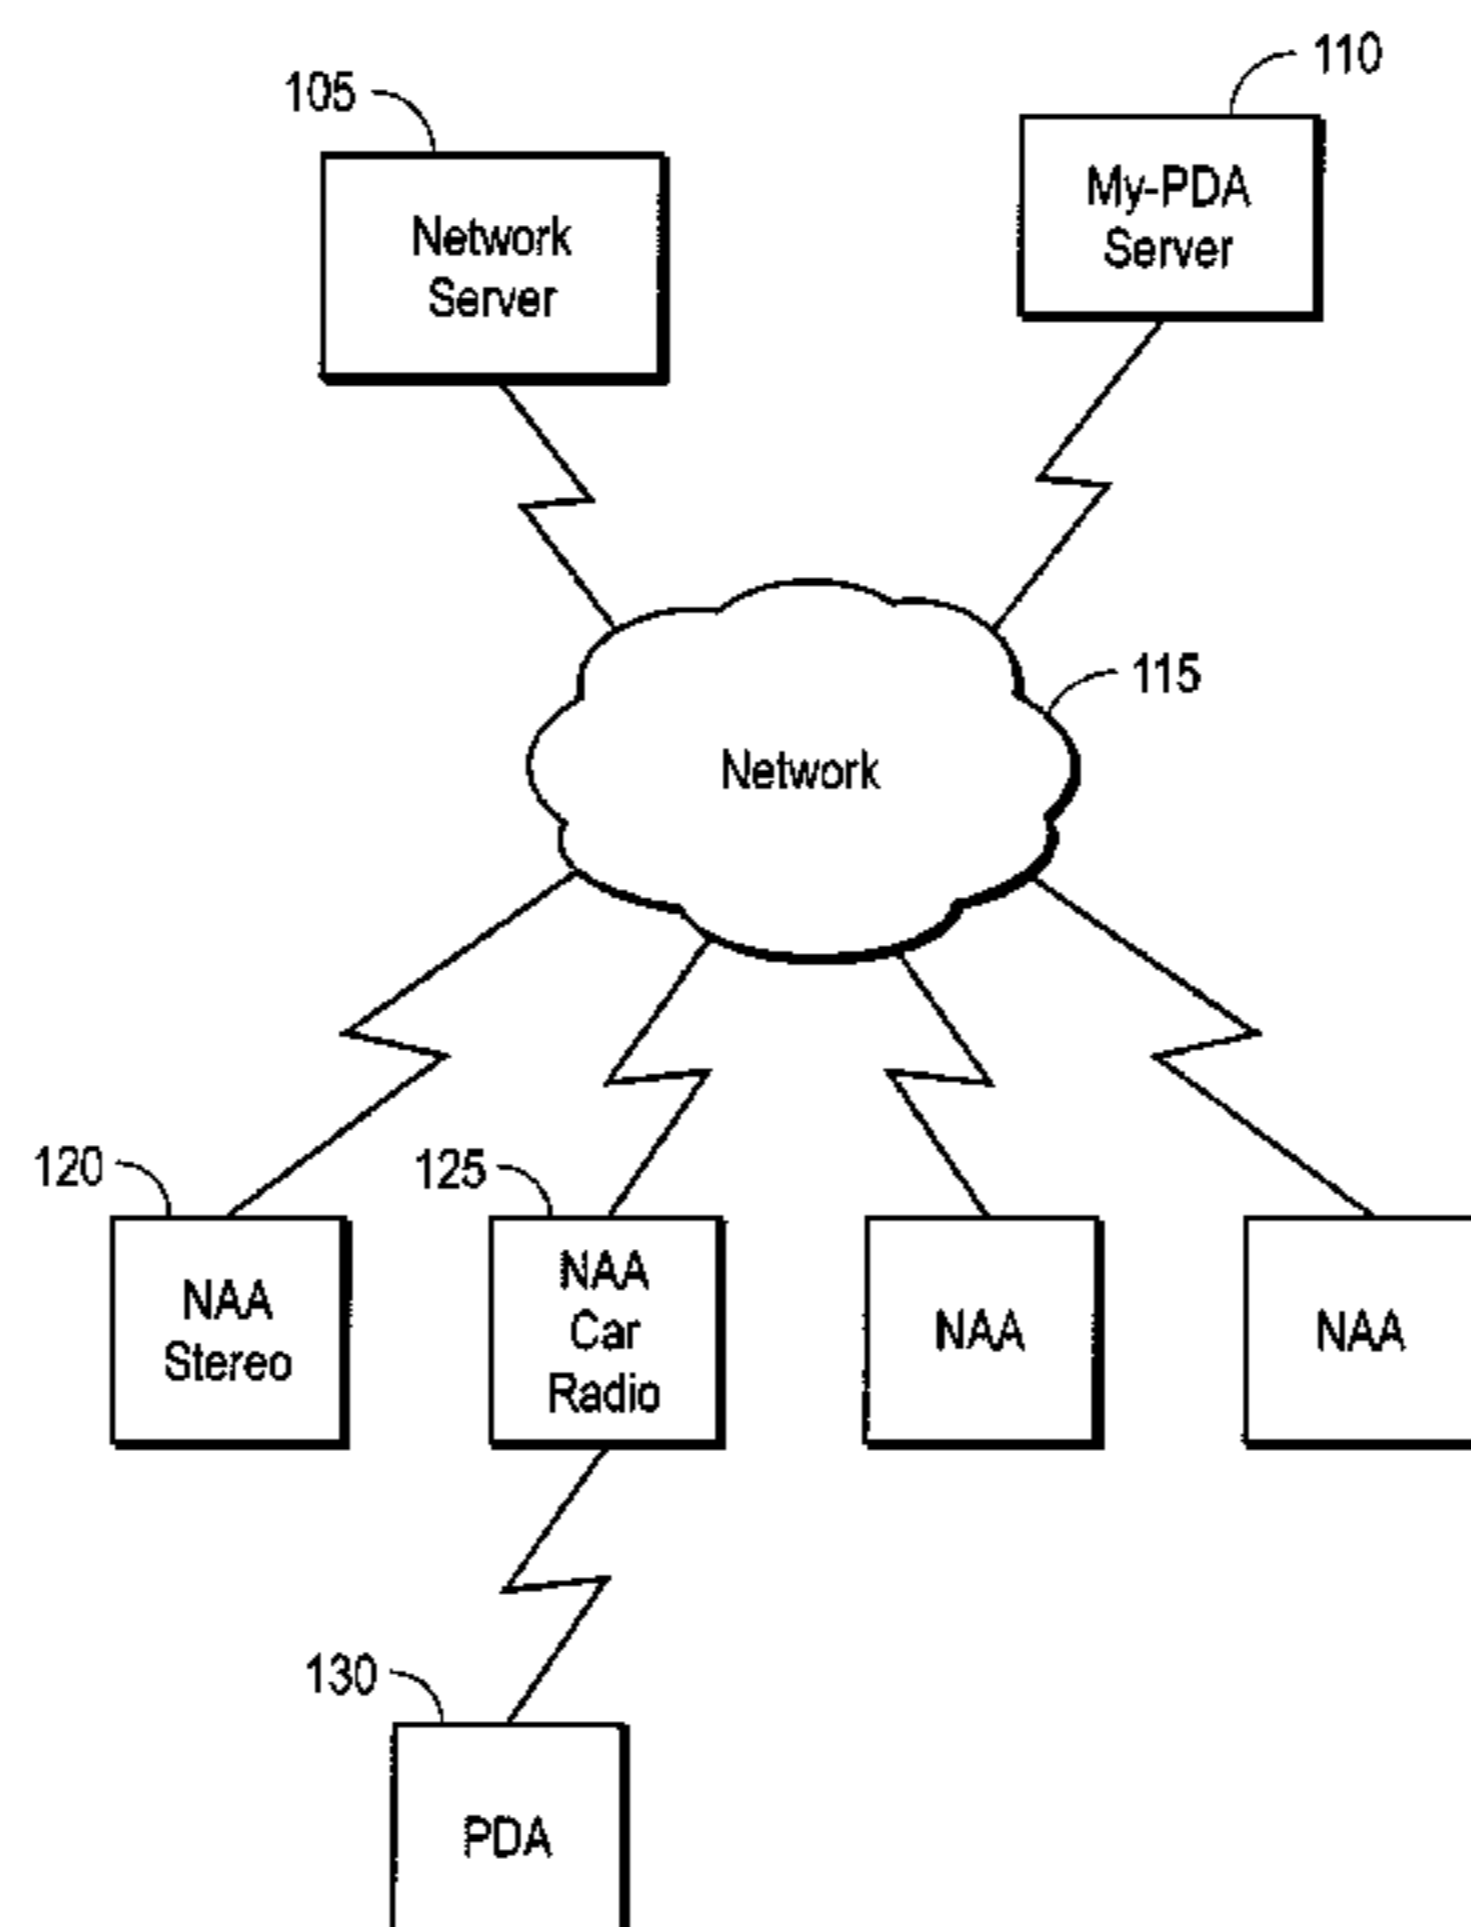 105
110
Network
Server
My-PDA
Server
115
Network
120
125
NAA
Stereo
NAA
Car
Radio
NAA
NAA
130
PDA